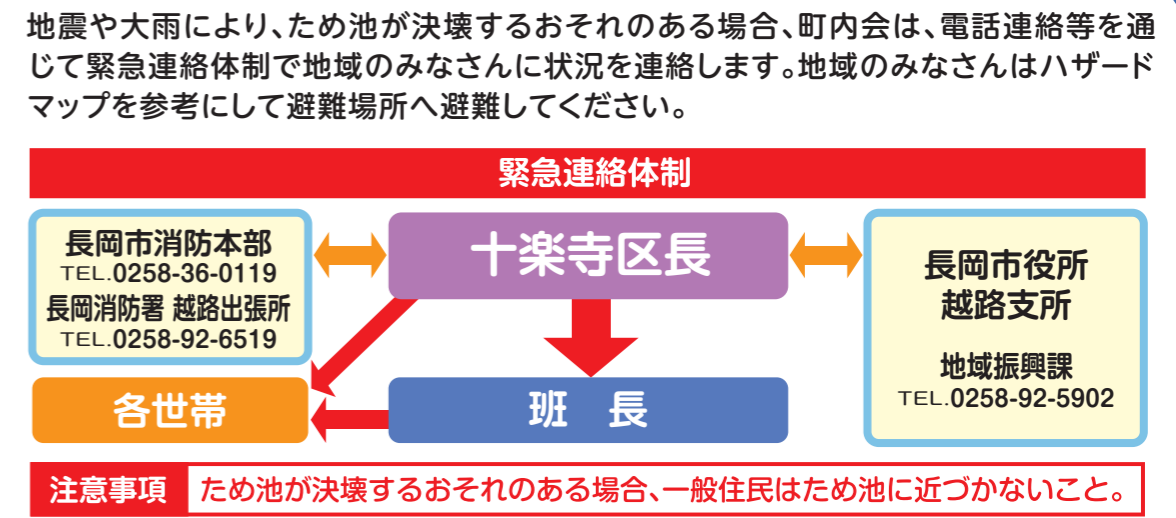 地震や大雨により、ため池が決壊するおそれのある場合、町内会は、電話連絡等を通
じて緊急連絡体制で地域のみなさんに状況を連絡します。地域のみなさんはハザード
マップを参考にして避難場所へ避難してください。
緊急連絡体制
長岡市消防本部
TEL.0258-36-0119
長岡消防署 越路出張所
TEL.0258-92-6519
十楽寺区長
長岡市役所
越路支所
地域振興課
TEL.0258-92-5902
各世帯
班 長
注意事項 ため池が決壊するおそれのある場合、一般住民はため池に近づかないこと。